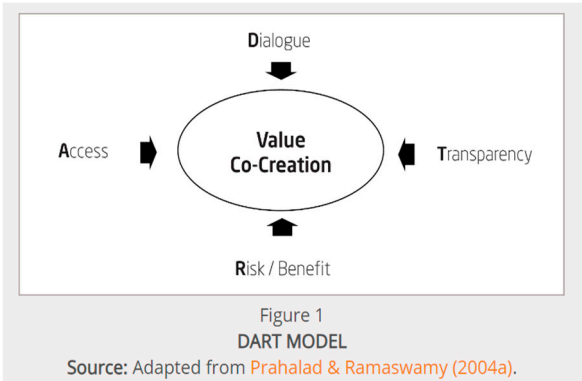 Dialogue
Access
Value
Co-Creation
Transparency
Risk / Benefit
Figure 1
DART MODEL
Source: Adapted from Prahalad & Ramaswamy (2004a).